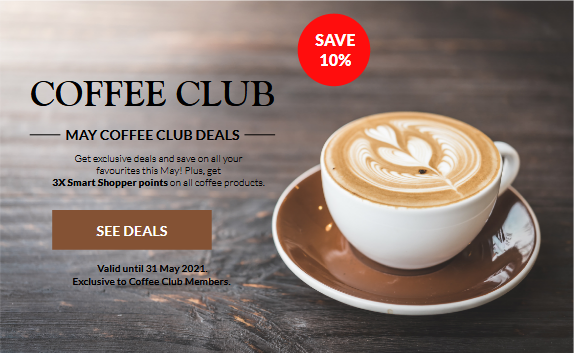 SAVE
10%
COFFEE CLUB
MAY COFFEE CLUB DEALS
Get exclusive deals and save on all your
favourites this May! Plus, get
3X Smart Shopper points on all coffee products.
SEE DEALS
Valid until 31 May 2021.
Exclusive to Coffee Club Members.